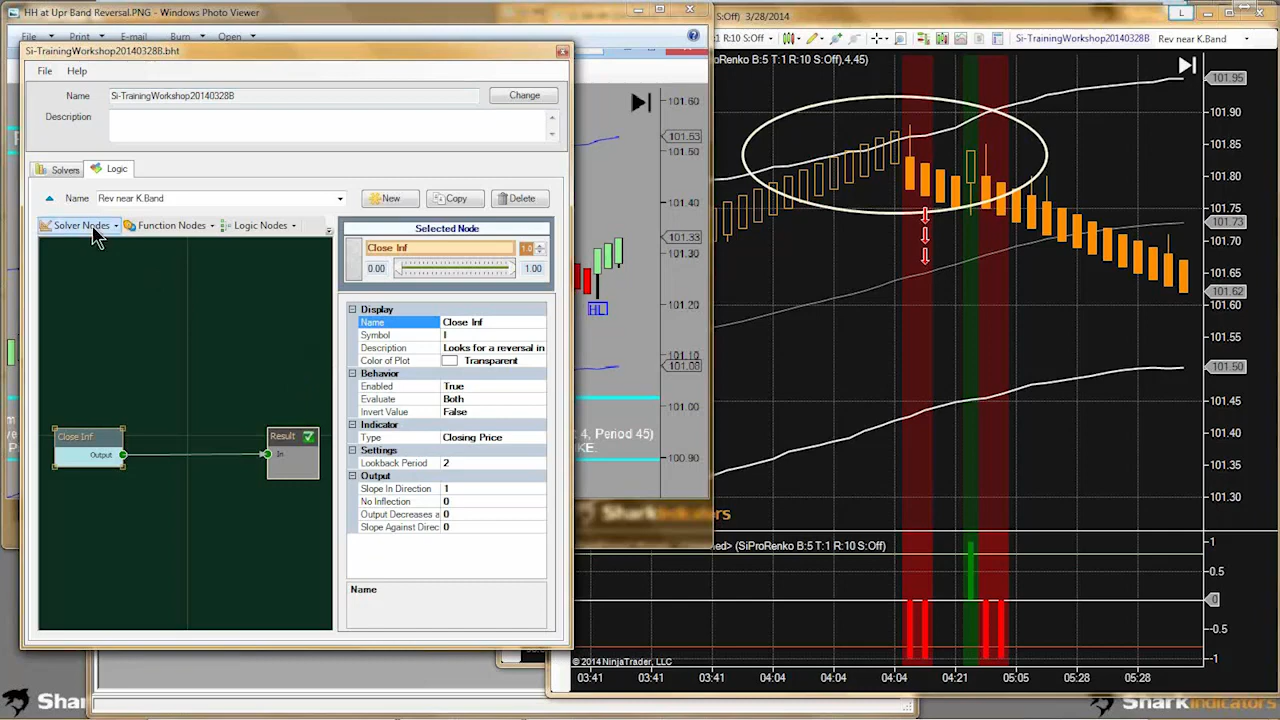 HH at Upr Band Reversal.PNG - Windows Photo Viewer
File Print E-mail Burn Open
Si-TrainingWorkshop20140328B.bht
File Help
Name Si-TrainingWorkshop20140328B Change
Description
Solvers Logic
Name Rev near K.Band New Copy Delete
Solver Nodes Function Nodes Logic Nodes
Selected Node
Close Inf 1.0
0.00 1.00
Display
Name Close Inf
Symbol I
Description Looks for a reversal in
Color of Plot Transparent
Behavior
Enabled True
Evaluate Both
Invert Value False
Indicator
Type Closing Price
Settings
Lookback Period 2
Output
Slope In Direction 1
No Inflection 0
Output Decreases a 0
Slope Against Direc 0
Name
Close Inf
Output
Result
In
101.60
101.53
101.50
101.40
101.33
101.30
101.20
HL
101.10
101.08
101.00
4, Period 45)
KE.
100.90
S:Off) 3/28/2014
L
R:10 S:Off) Si-TrainingWorkshop20140328B Rev near K.Band
roRenko B:5 T:1 R:10 S:Off),4.45)
101.95
101.90
101.85
101.80
101.75
101.73
101.70
101.65
101.62
101.60
101.55
101.50
101.45
101.40
101.35
101.30
ned> (SiProRenko B:5 T:1 R:10 S:Off)
1
0.5
0
-0.5
-1
© 2014 NinjaTrader, LLC
03:41 03:41 04:04 04:04 04:21 05:05 05:28 05:28
Shar
SharkIndicators